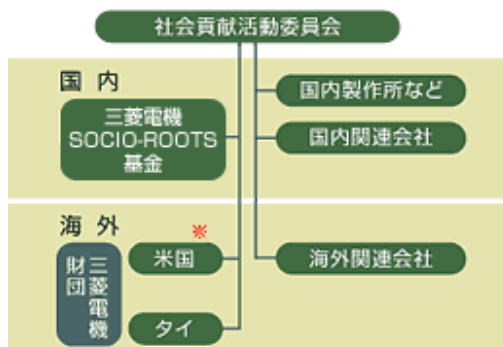 社会貢献活動委員会
国内
三菱電機
SOCIO-ROOTS
基金
国内製作所など
国内関連会社
海外
※
三菱電機
財団
米国
タイ
海外関連会社